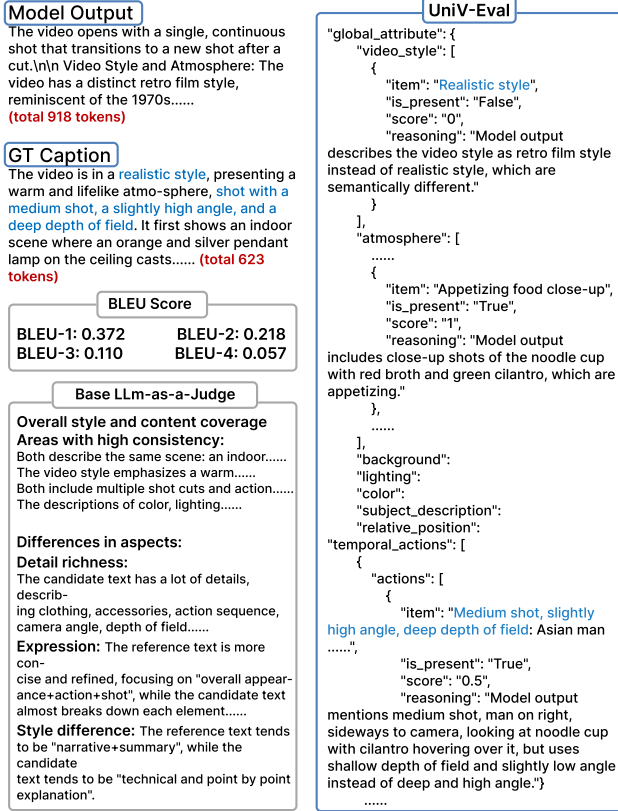 Model Output
The video opens with a single, continuous
shot that transitions to a new shot after a
cut.\n\n Video Style and Atmosphere: The
video has a distinct retro film style,
reminiscent of the 1970s......
(total 918 tokens)
GT Caption
The video is in a realistic style, presenting a
warm and lifelike atmo-sphere, shot with a
medium shot, a slightly high angle, and a
deep depth of field. It first shows an indoor
scene where an orange and silver pendant
lamp on the ceiling casts...... (total 623
tokens)
BLEU Score
BLEU-1: 0.372 BLEU-2: 0.218
BLEU-3: 0.110 BLEU-4: 0.057
Base LLm-as-a-Judge
Overall style and content coverage
Areas with high consistency:
Both describe the same scene: an indoor......
The video style emphasizes a warm......
Both include multiple shot cuts and action......
The descriptions of color, lighting......
Differences in aspects:
Detail richness:
The candidate text has a lot of details,
describ-
ing clothing, accessories, action sequence,
camera angle, depth of field......
Expression: The reference text is more
con-
cise and refined, focusing on "overall appear-
ance+action+shot", while the candidate text
almost breaks down each element......
Style difference: The reference text tends
to be "narrative+summary", while the
candidate
text tends to be "technical and point by point
explanation".
UniV-Eval
"global_attribute": {
"video_style": [
{
"item": "Realistic style",
"is_present": "False",
"score": "0",
"reasoning": "Model output
describes the video style as retro film style
instead of realistic style, which are
semantically different."
}
],
"atmosphere": [
......
{
"item": "Appetizing food close-up",
"is_present": "True",
"score": "1",
"reasoning": "Model output
includes close-up shots of the noodle cup
with red broth and green cilantro, which are
appetizing."
},
......
],
"background":
"lighting":
"color":
"subject_description":
"relative_position":
"temporal_actions": [
{
"actions": [
{
"item": "Medium shot, slightly
high angle, deep depth of field: Asian man
......",
"is_present": "True",
"score": "0.5",
"reasoning": "Model output
mentions medium shot, man on right,
sideways to camera, looking at noodle cup
with cilantro hovering over it, but uses
shallow depth of field and slightly low angle
instead of deep and high angle."}
......